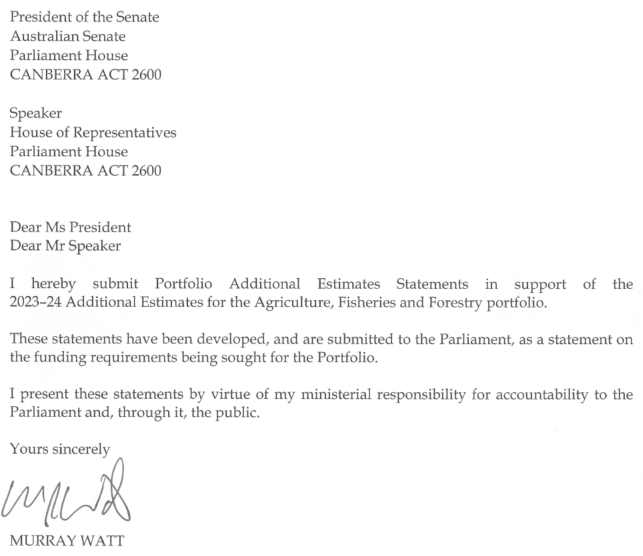 President of the Senate
Australian Senate
Parliament House
CANBERRA ACT 2600
Speaker
House of Representatives
Parliament House
CANBERRA ACT 2600
Dear Ms President
Dear Mr Speaker
I hereby submit Portfolio Additional Estimates Statements in support of the
2023–24 Additional Estimates for the Agriculture, Fisheries and Forestry portfolio.
These statements have been developed, and are submitted to the Parliament, as a statement on
the funding requirements being sought for the Portfolio.
I present these statements by virtue of my ministerial responsibility for accountability to the
Parliament and, through it, the public.
Yours sincerely
MURRAY WATT